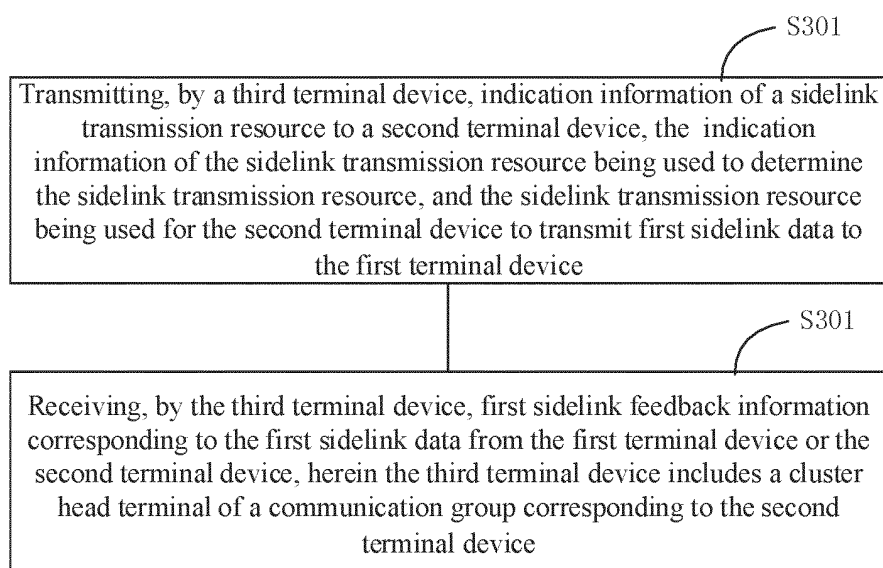 S301
Transmitting, by a third terminal device, indication information of a sidelink
transmission resource to a second terminal device, the indication
information of the sidelink transmission resource being used to determine
the sidelink transmission resource, and the sidelink transmission resource
being used for the second terminal device to transmit first sidelink data to
the first terminal device
S301
Receiving, by the third terminal device, first sidelink feedback information
corresponding to the first sidelink data from the first terminal device or the
second terminal device, herein the third terminal device includes a cluster
head terminal of a communication group corresponding to the second
terminal device